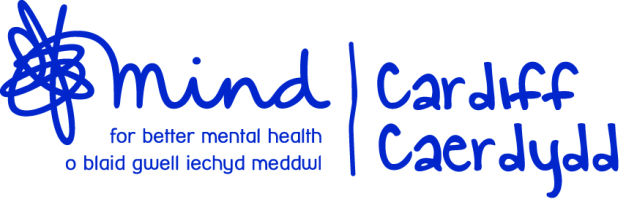 mind
for better mental health
o blaid gwell iechyd meddwl
Cardiff
Caerdydd